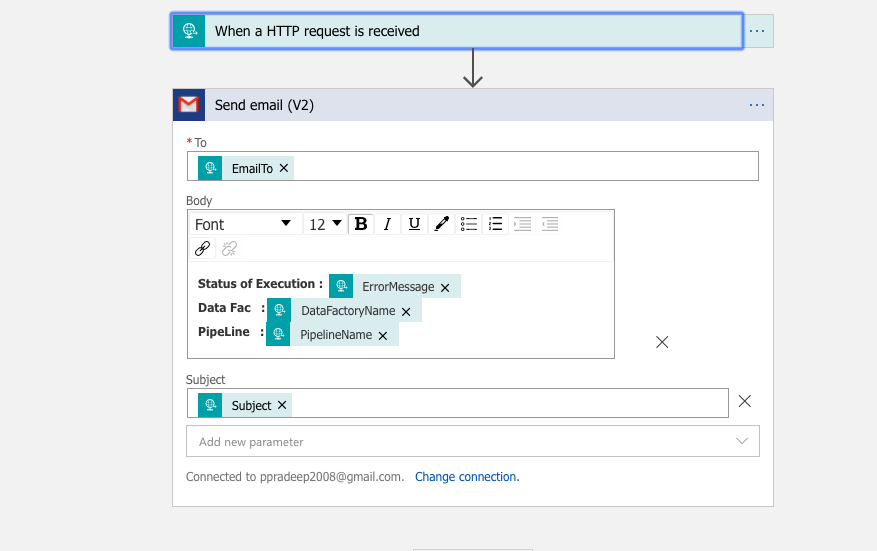 When a HTTP request is received
...
Send email (V2)
...
* To
EmailTo
Body
Font 12 B I U
Status of Execution : ErrorMessage
Data Fac : DataFactoryName
PipeLine : PipelineName
Subject
Subject
Add new parameter
Connected to ppradeep2008@gmail.com. Change connection.